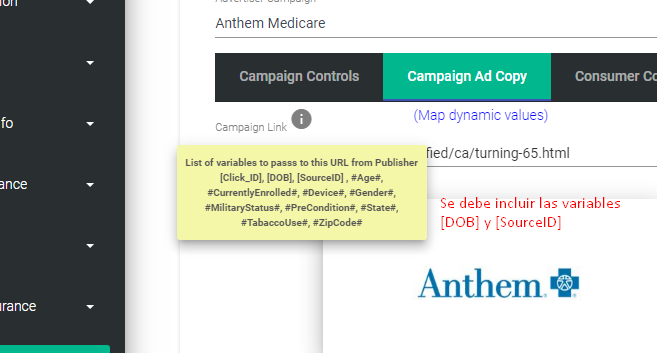 Anthem Medicare
Campaign Controls
Campaign Ad Copy
Consumer Co
(Map dynamic values)
Campaign Link
i
List of variables to passs to this URL from Publisher
[Click_ID], [DOB], [SourceID] , #Age#,
#CurrentlyEnrolled#, #Device#, #Gender#,
#MilitaryStatus#, #PreCondition#, #State#,
#TabaccoUse#, #ZipCode#
fied/ca/turning-65.html
Se debe incluir las variables
[DOB] y [SourceID]
Anthem
fo
ance
urance